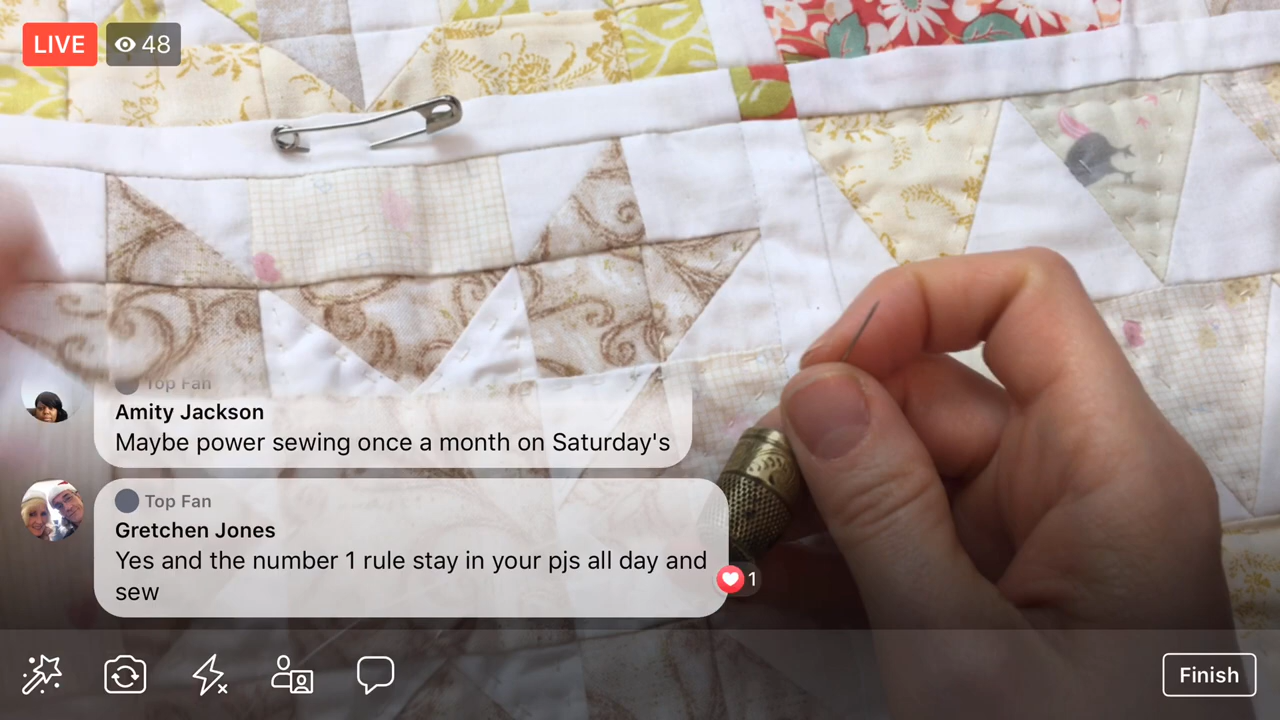 LIVE 48
Top Fan
Amity Jackson
Maybe power sewing once a month on Saturday's
Top Fan
Gretchen Jones
Yes and the number 1 rule stay in your pjs all day and
sew
1
Finish